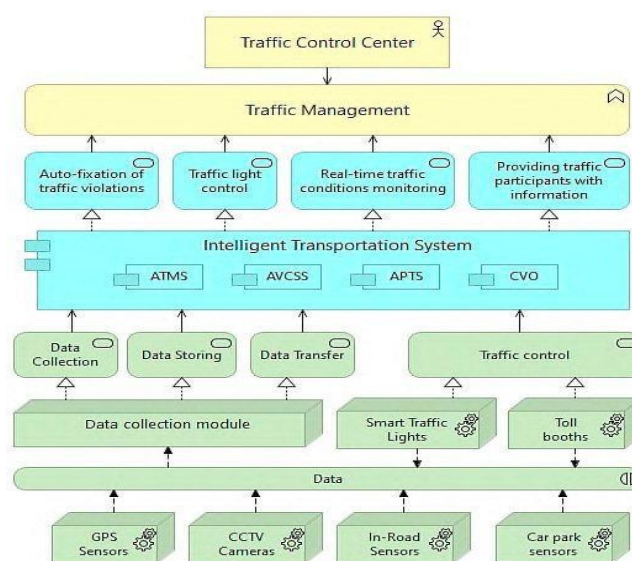 Traffic Control Center
Traffic Management
Auto-fixation of
traffic violations
Traffic light
control
Real-time traffic
conditions monitoring
Providing traffic
participants with
information
Intelligent Transportation System
ATMS
AVCSS
APTS
CVO
Data
Collection
Data Storing
Data Transfer
Traffic control
Data collection module
Smart Traffic
Lights
Toll
booths
Data
GPS
Sensors
CCTV
Cameras
In-Road
Sensors
Car park
sensors